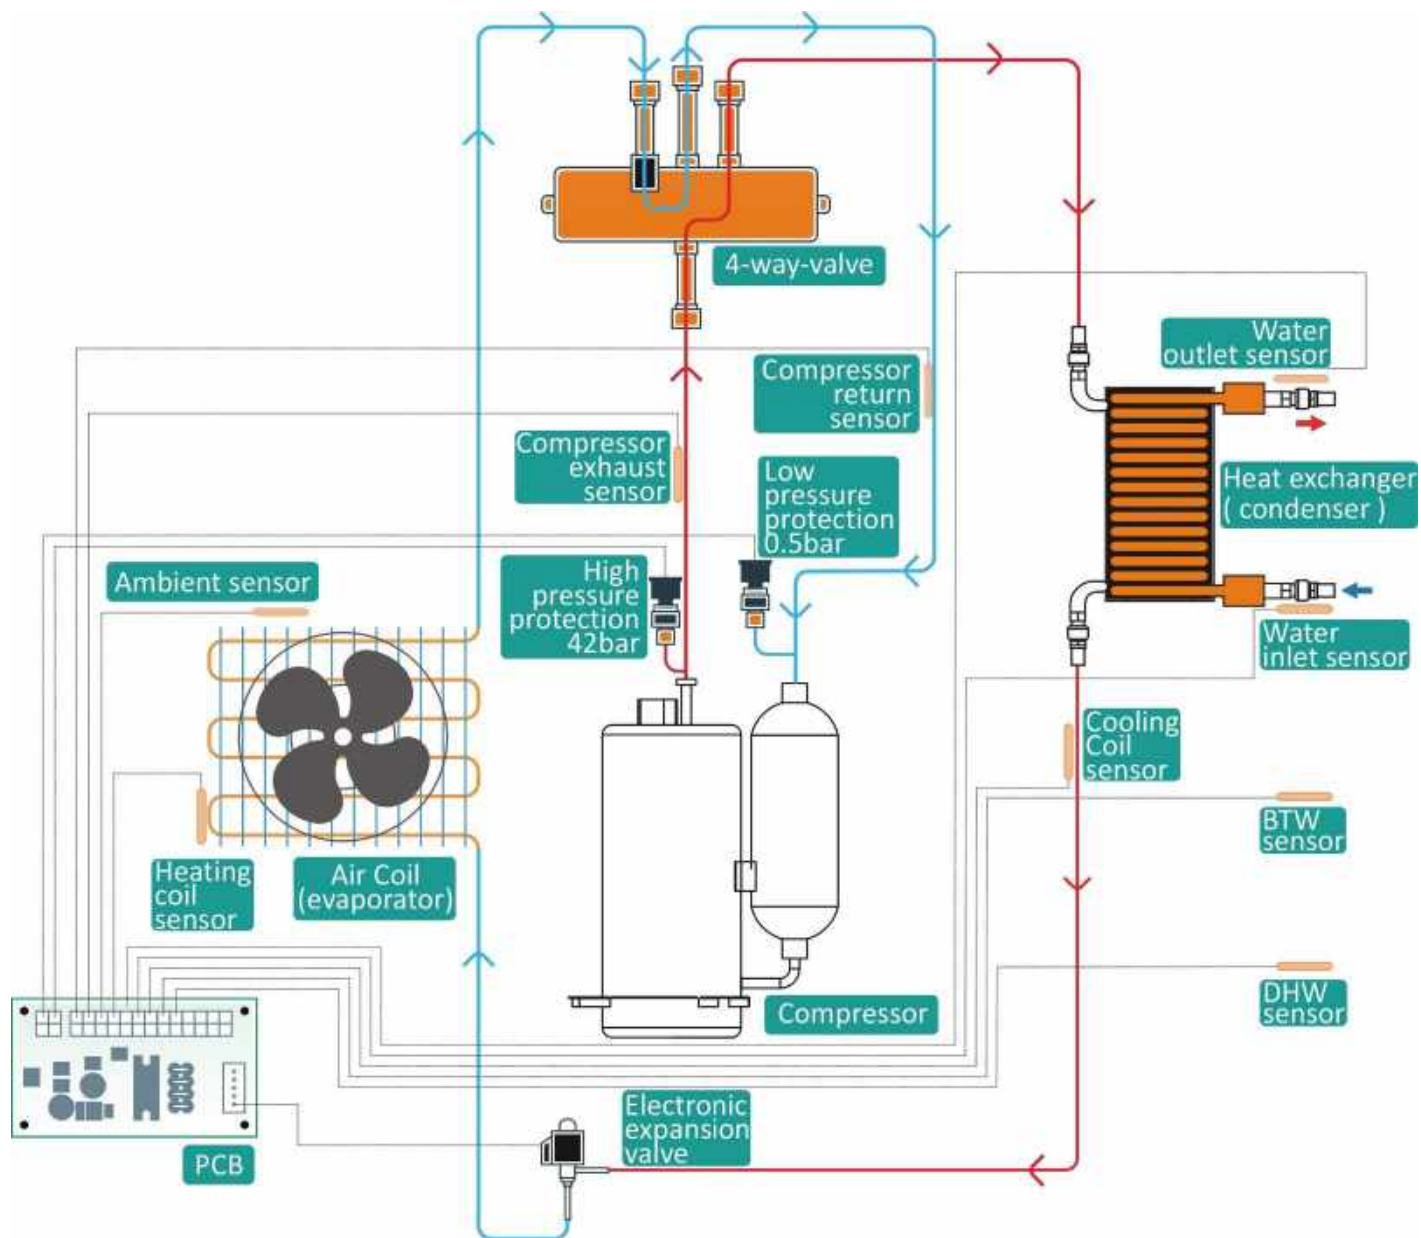 4-way-valve
Water
outlet sensor
Compressor
return
sensor
Compressor
exhaust
sensor
Low
pressure
protection
0.5bar
Heat exchanger
( condenser )
High
pressure
protection
42bar
Ambient sensor
Water
inlet sensor
Cooling
Coil
sensor
BTW
sensor
Heating
coil
sensor
Air Coil
(evaporator)
DHW
sensor
Compressor
Electronic
expansion
valve
PCB